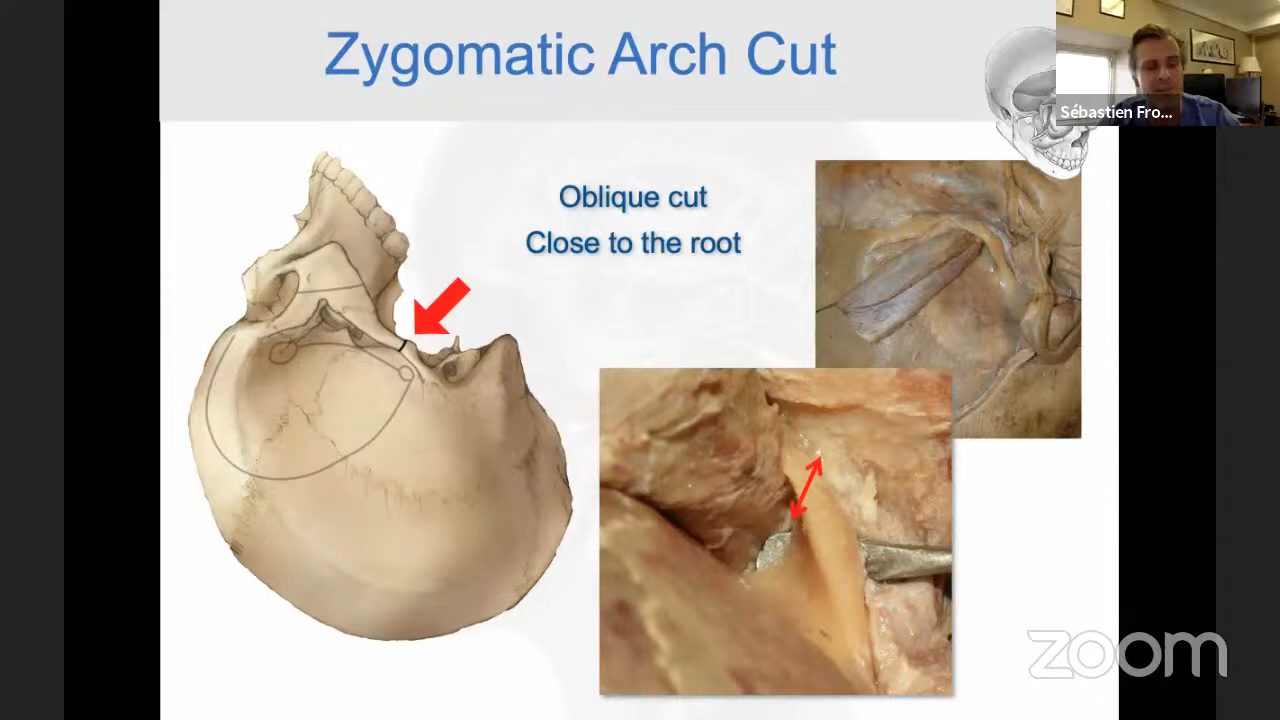 Zygomatic Arch Cut
Sébastien Fro...
Oblique cut
Close to the root
zoom